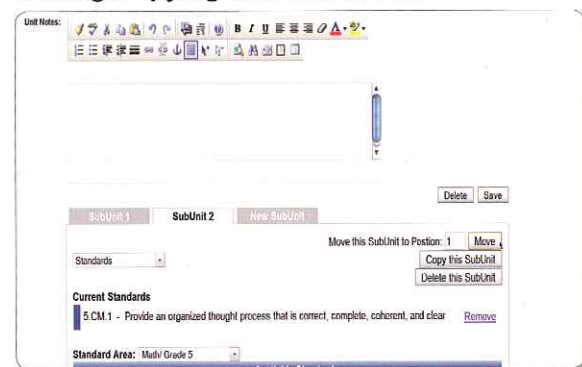 Unit Notes:
B I U
A
Delete Save
SubUnit 1 SubUnit 2 New SubUnit
Move this SubUnit to Postion: 1 Move
Standards Copy this SubUnit
Delete this SubUnit
Current Standards
5.CM.1 - Provide an organized thought process that is correct, complete, coherent, and clear Remove
Standard Area: Math/ Grade 5